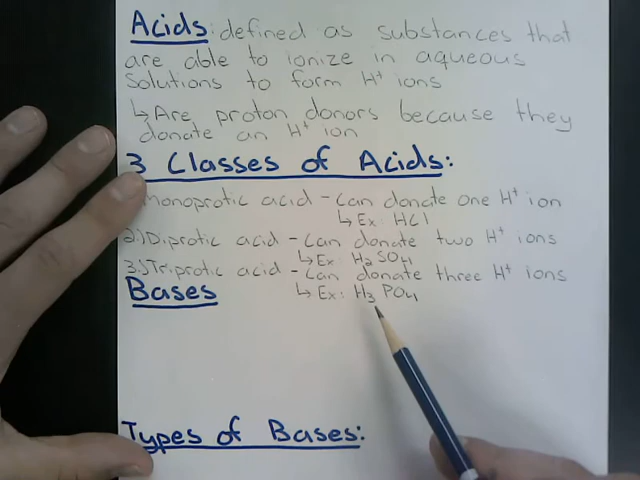 Acids: defined as substances that
are able to ionize in aqueous
solutions to form H⁺ ions
↳ Are proton donors because they
donate an H⁺ ion
3 Classes of Acids:
Monoprotic acid - Can donate one H⁺ ion
↳ Ex: HCl
2.) Diprotic acid - Can donate two H⁺ ions
↳ Ex: H₂SO₄
3.) Triprotic acid - Can donate three H⁺ ions
↳ Ex: H₃PO₄
Bases
Types of Bases: